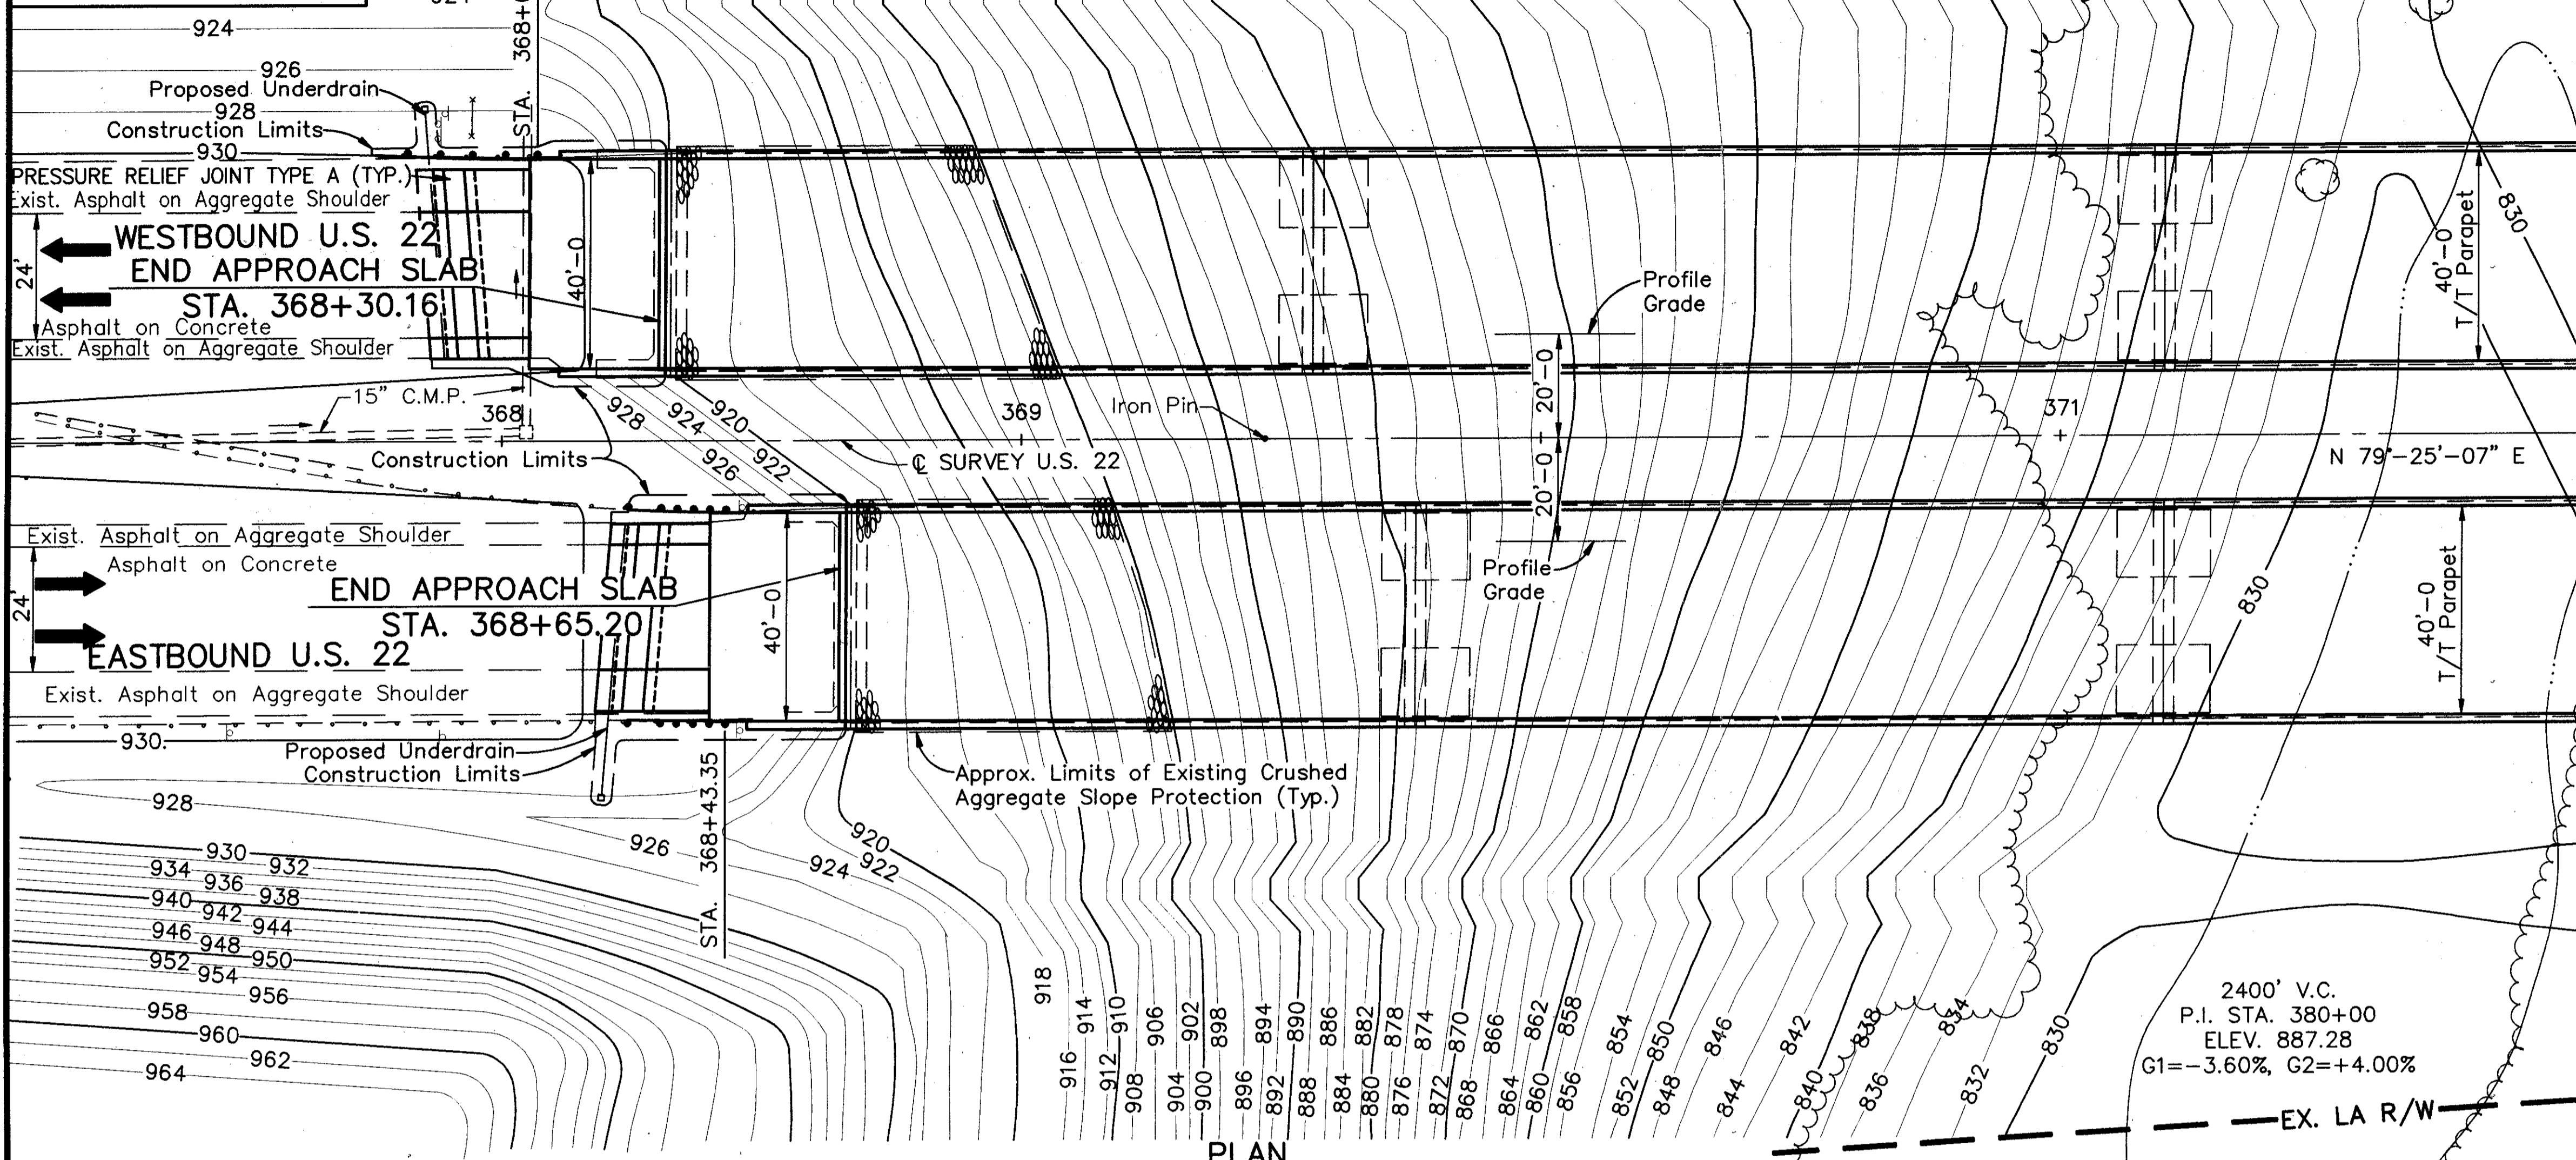 924
926
Proposed Underdrain
928
Construction Limits
930
PRESSURE RELIEF JOINT TYPE A (TYP.)
Exist. Asphalt on Aggregate Shoulder
WESTBOUND U.S. 22
END APPROACH SLAB
STA. 368+30.16
24'
Asphalt on Concrete
Exist. Asphalt on Aggregate Shoulder
40'-0
STA. 368+
15" C.M.P.
368
928
924
920
926
922
Construction Limits
369
Iron Pin
℄ SURVEY U.S. 22
Profile
Grade
20'-0
20'-0
Profile
Grade
371
N 79°-25'-07" E
40'-0
T/T Parapet
830
Exist. Asphalt on Aggregate Shoulder
Asphalt on Concrete
24'
END APPROACH SLAB
STA. 368+65.20
EASTBOUND U.S. 22
Exist. Asphalt on Aggregate Shoulder
40'-0
40'-0
T/T Parapet
830
930
Proposed Underdrain
Construction Limits
STA. 368+43.35
Approx. Limits of Existing Crushed
Aggregate Slope Protection (Typ.)
928
926
924
920
922
930
932
934
936
938
940
942
944
946
948
950
952
954
956
958
960
962
964
918
916
914
912
910
908
906
904
902
900
898
896
894
892
890
888
886
884
882
880
878
876
874
872
870
868
866
864
862
860
858
856
854
852
850
848
846
844
842
840
838
836
834
832
830
2400' V.C.
P.I. STA. 380+00
ELEV. 887.28
G1=-3.60%, G2=+4.00%
EX. LA R/W
PLAN